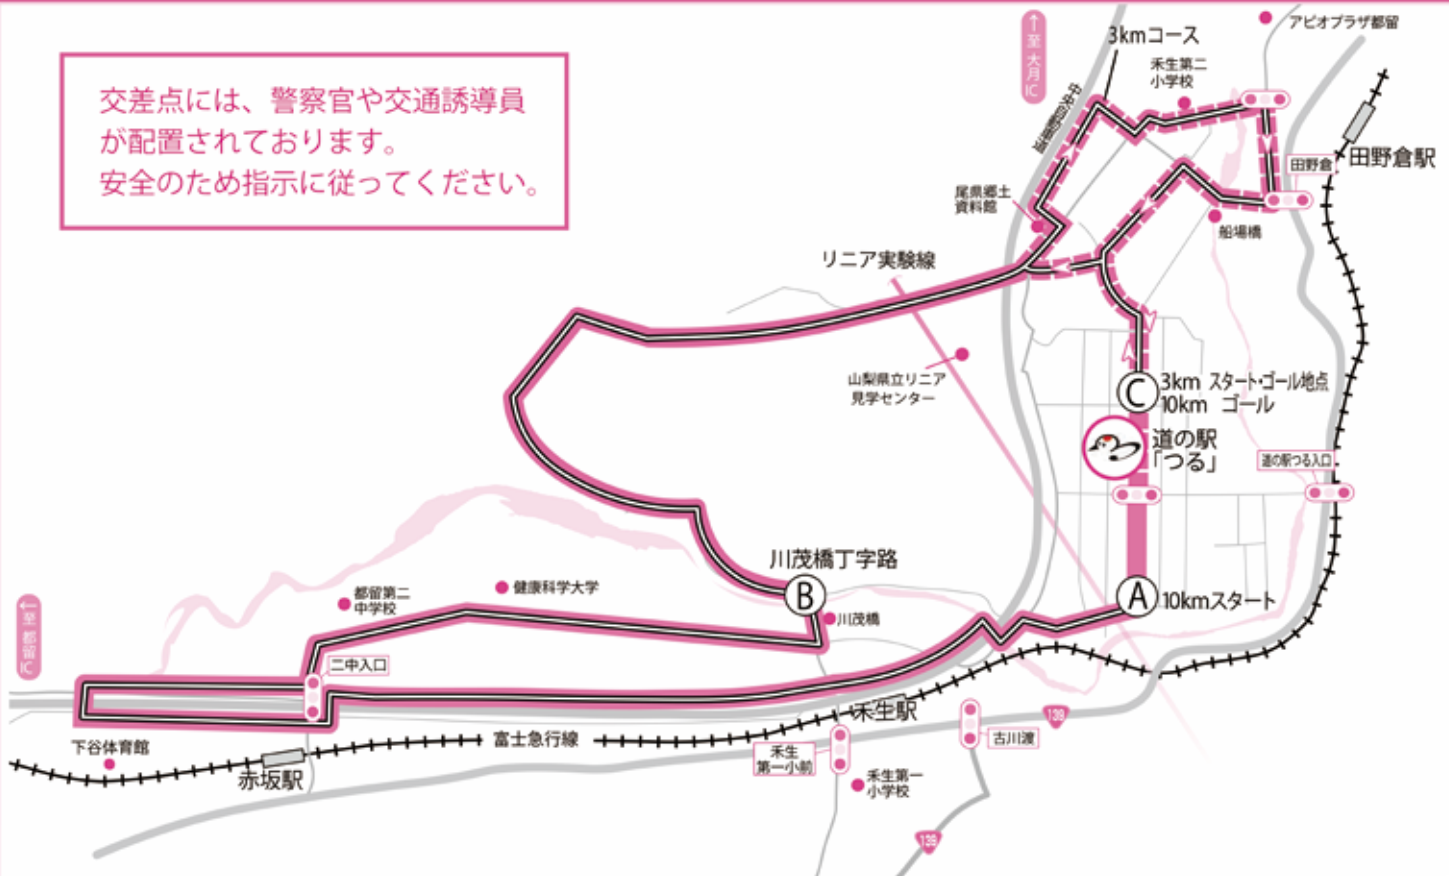 交差点には、警察官や交通誘導員
が配置されております。
安全のため指示に従ってください。
↑至 大月IC
3kmコース
アピオプラザ都留
禾生第二
小学校
中央自動車道
田野倉
田野倉駅
尾県郷土
資料館
船場橋
リニア実験線
山梨県立リニア
見学センター
C
3km スタート・ゴール地点
10km ゴール
道の駅
「つる」
道の駅つる入口
川茂橋丁字路
B
川茂橋
A
10kmスタート
健康科学大学
都留第二
中学校
←至 都留IC
二中入口
下谷体育館
赤坂駅
富士急行線
禾生駅
禾生
第一小前
禾生第一
小学校
古川渡
139
139